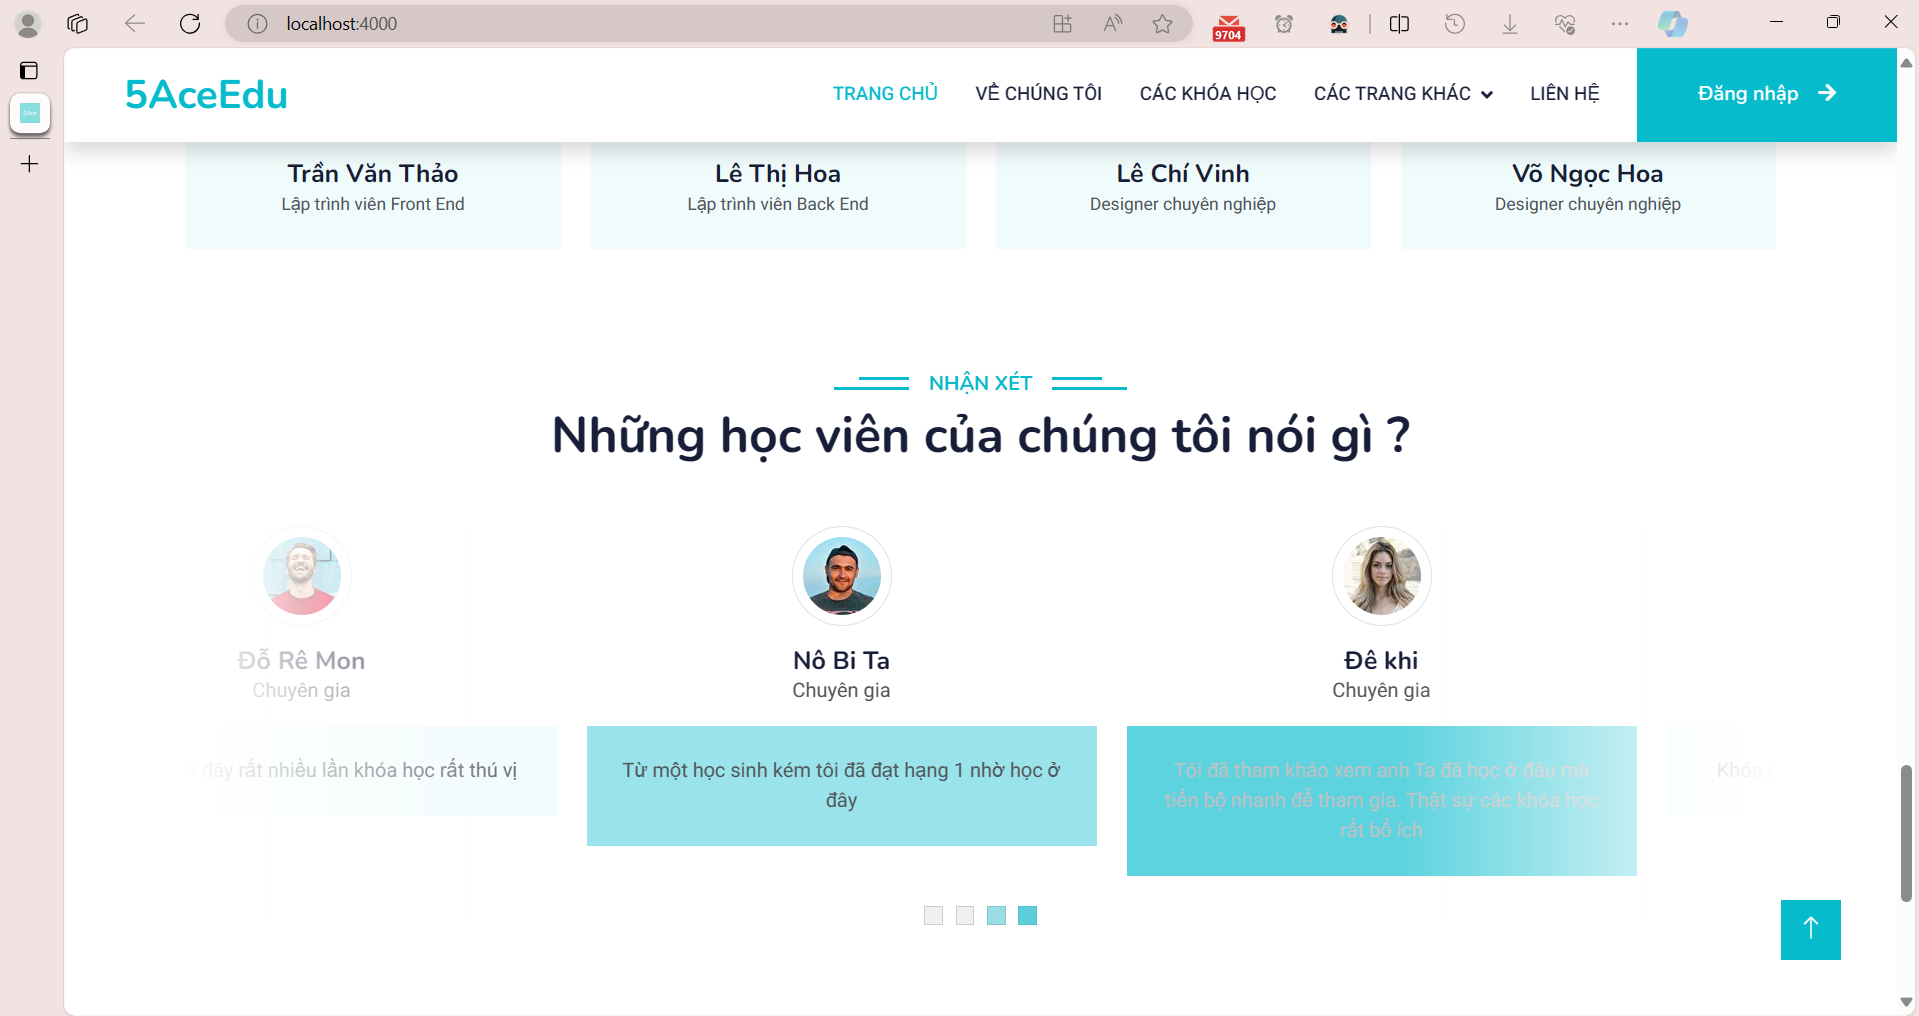 localhost:4000
9704
5AceEdu
TRANG CHỦ
VỀ CHÚNG TÔI
CÁC KHÓA HỌC
CÁC TRANG KHÁC
LIÊN HỆ
Đăng nhập
Trần Văn Thảo
Lập trình viên Front End
Lê Thị Hoa
Lập trình viên Back End
Lê Chí Vinh
Designer chuyên nghiệp
Võ Ngọc Hoa
Designer chuyên nghiệp
NHẬN XÉT
Những học viên của chúng tôi nói gì ?
Đỗ Rê Mon
Chuyên gia
đây rất nhiều lần khóa học rất thú vị
Nô Bi Ta
Chuyên gia
Từ một học sinh kém tôi đã đạt hạng 1 nhờ học ở
đây
Đê khi
Chuyên gia
Tôi đã tham khảo xem anh Ta đã học ở đâu mà
tiến bộ nhanh để tham gia. Thật sự các khóa học
rất bổ ích
Khóa